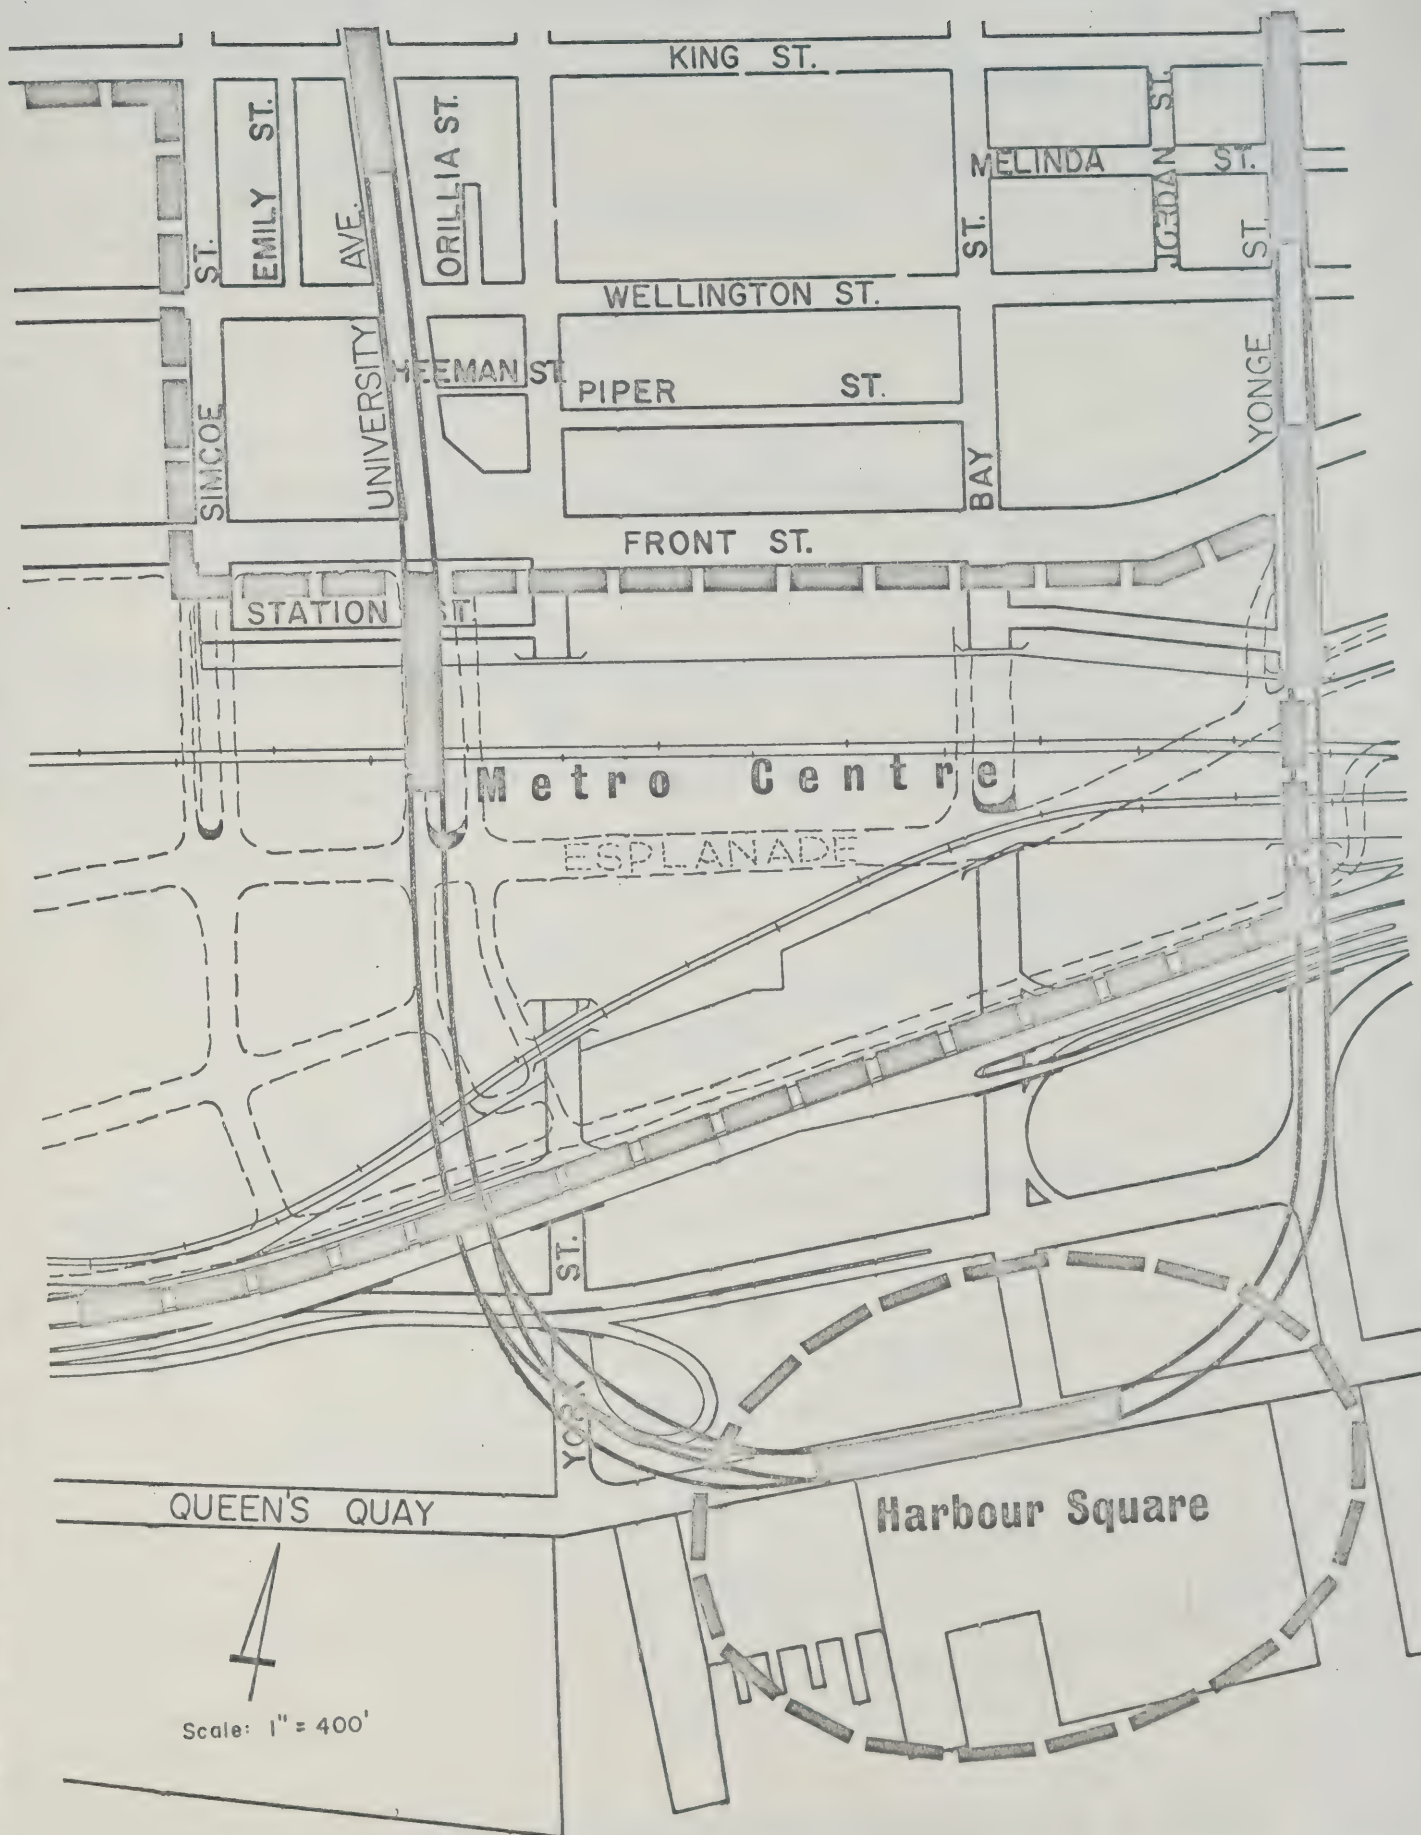 KING ST.
EMILY ST.
ORILLIA ST.
MELINDA ST.
ST.
ST.
AVE.
ST.
ST.
WELLINGTON ST.
UNIVERSITY
PIPER ST.
YONGE
SIMCOE
BAY
FRONT ST.
STATION ST.
Metro Centre
ESPLANADE
ST.
YORK
QUEEN'S QUAY
Harbour Square
Scale: 1" = 400'